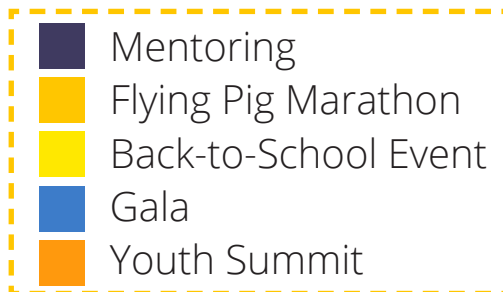 Mentoring
Flying Pig Marathon
Back-to-School Event
Gala
Youth Summit